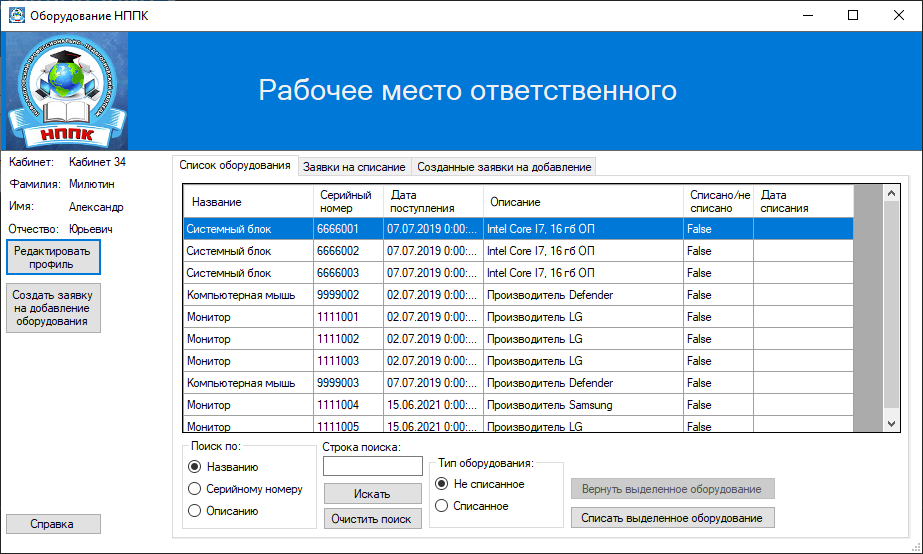 Оборудование НППК
НППК
Рабочее место ответственного
Кабинет: Кабинет 34
Фамилия: Милютин
Имя: Александр
Отчество: Юрьевич
Редактировать
профиль
Создать заявку
на добавление
оборудования
Справка
Список оборудования Заявки на списание Созданные заявки на добавление
Название Серийный номер Дата поступления Описание Списано/не списано Дата списания
Системный блок 6666001 07.07.2019 0:00:... Intel Core I7, 16 гб ОП False
Системный блок 6666002 07.07.2019 0:00:... Intel Core I7, 16 гб ОП False
Системный блок 6666003 07.07.2019 0:00:... Intel Core I7, 16 гб ОП False
Компьютерная мышь 9999002 02.07.2019 0:00:... Производитель Defender False
Монитор 1111001 02.07.2019 0:00:... Производитель LG False
Монитор 1111002 02.07.2019 0:00:... Производитель LG False
Монитор 1111003 02.07.2019 0:00:... Производитель LG False
Компьютерная мышь 9999003 07.07.2019 0:00:... Производитель Defender False
Монитор 1111004 15.06.2021 0:00:... Производитель Samsung False
Монитор 1111005 15.06.2021 0:00:... Производитель LG False
Поиск по:
Названию
Серийному номеру
Описанию
Строка поиска:
Искать
Очистить поиск
Тип оборудования:
Не списанное
Списанное
Вернуть выделенное оборудование
Списать выделенное оборудование